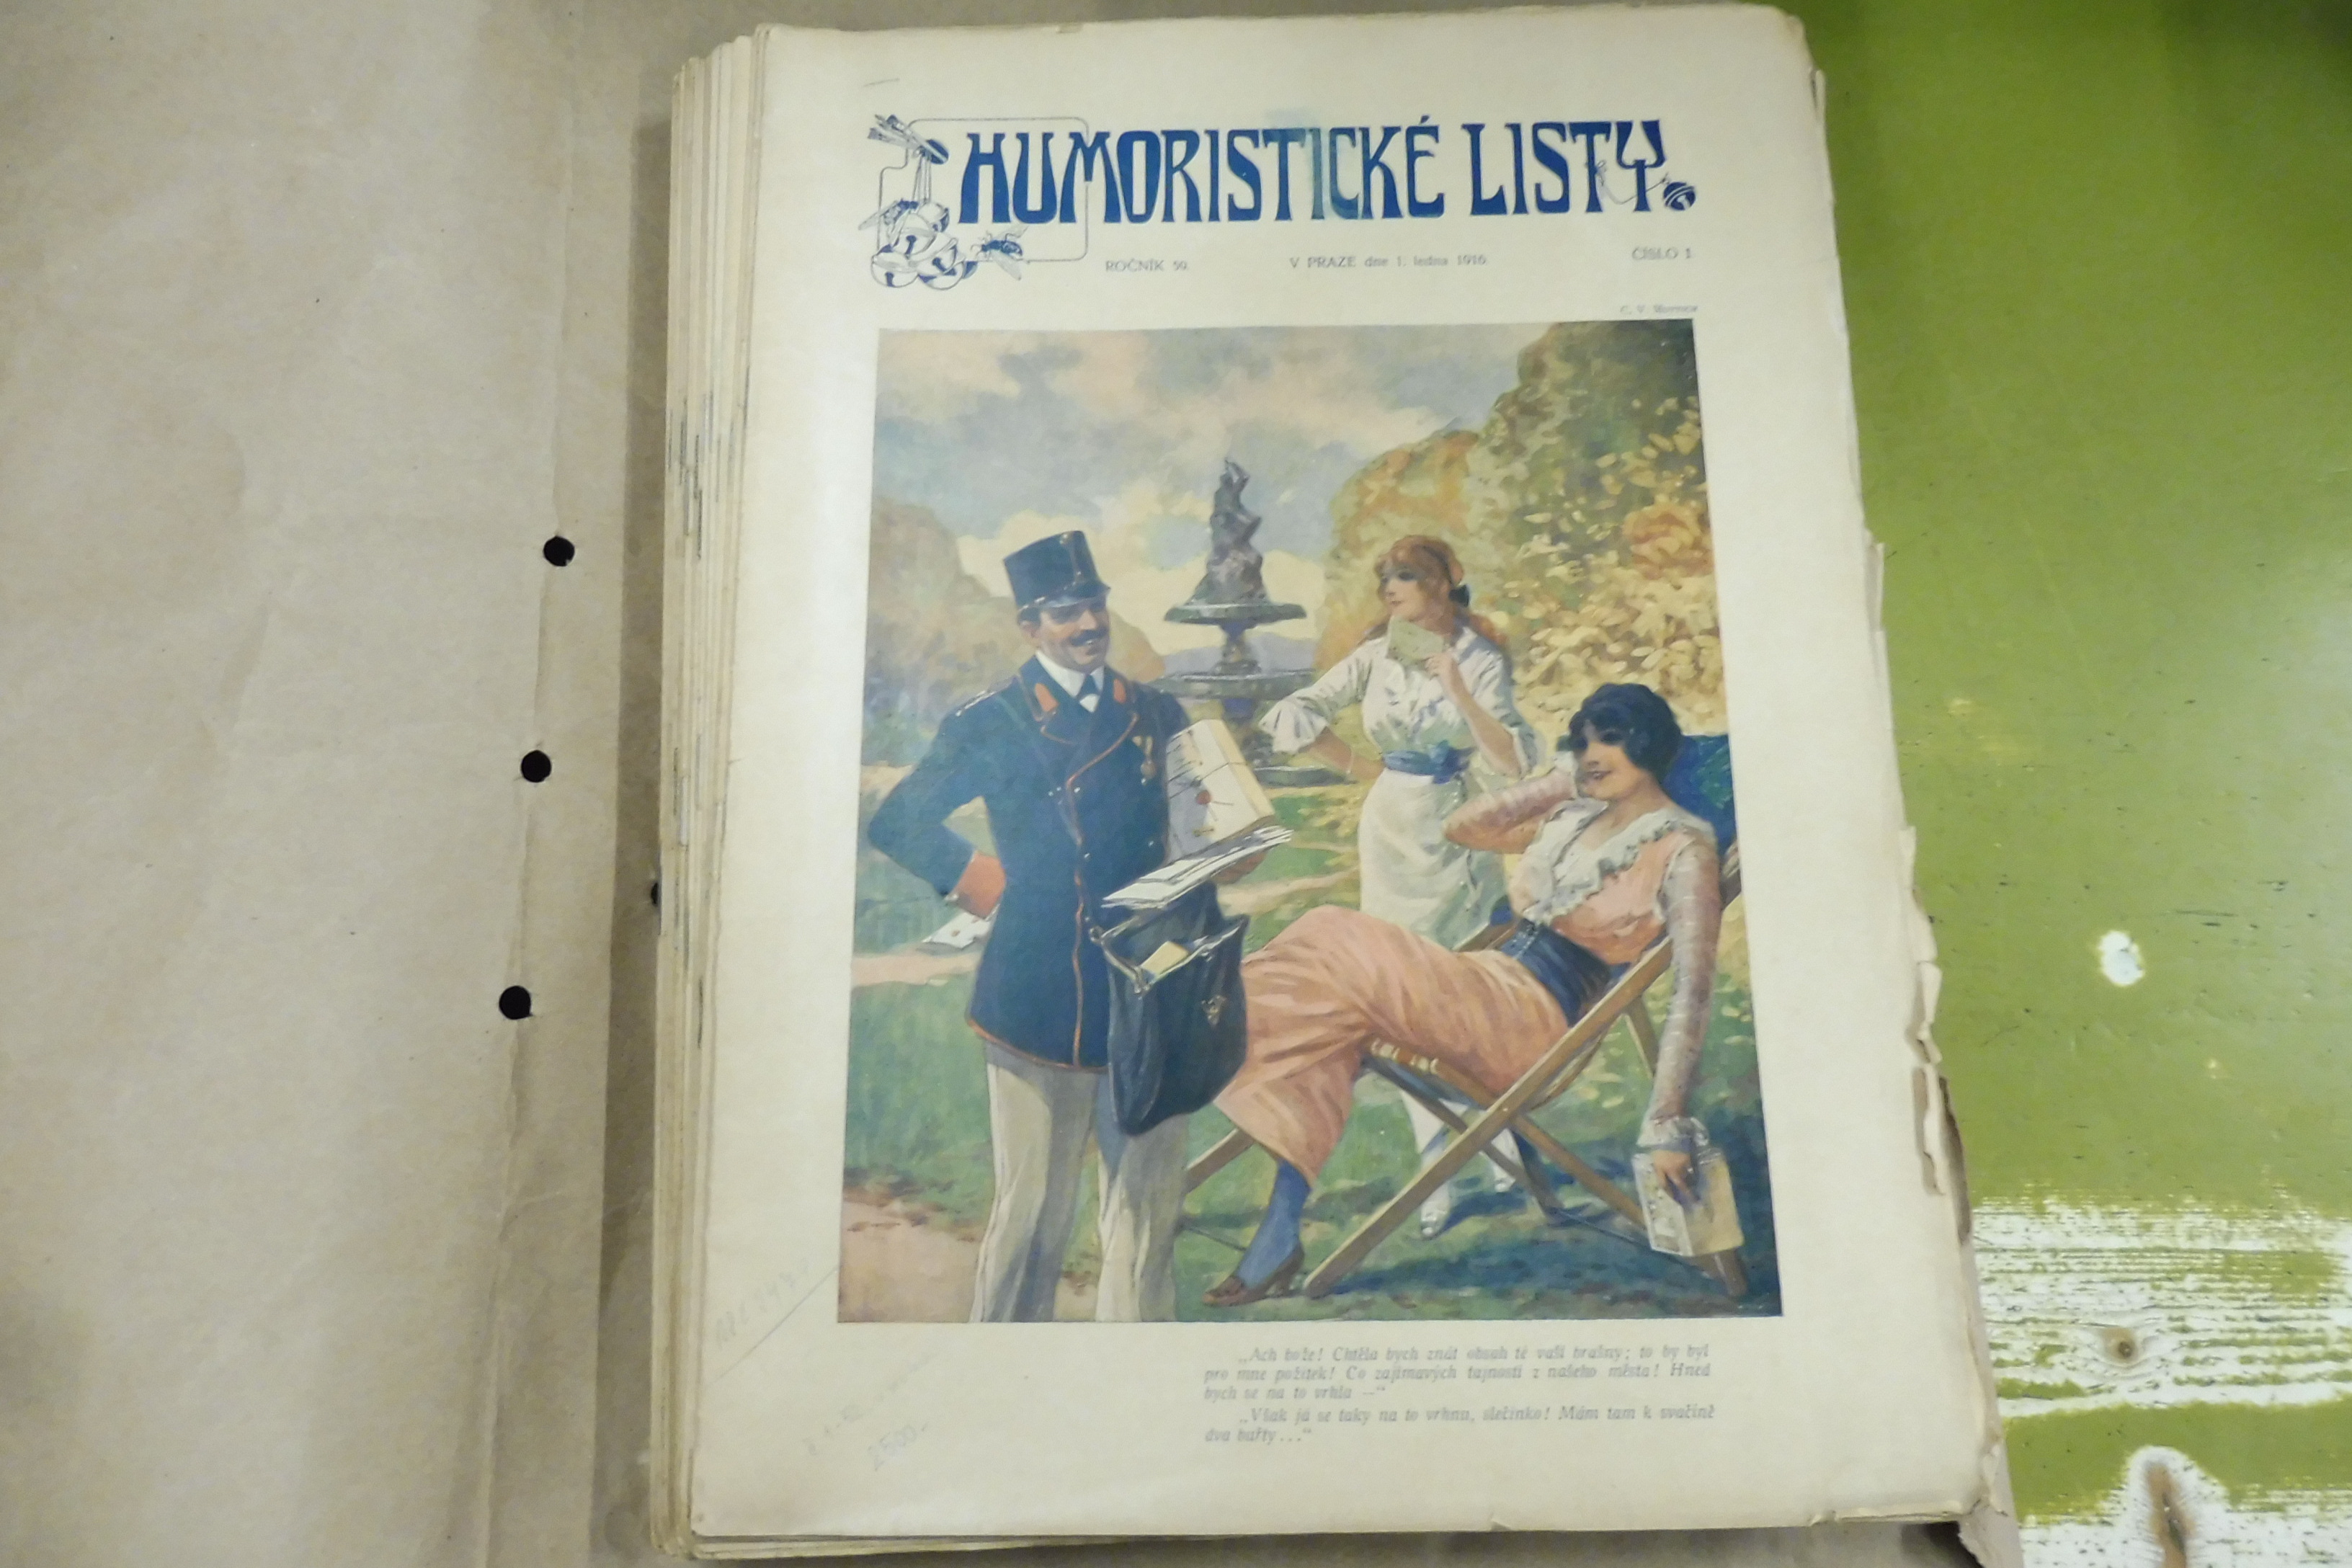 HUMORISTICKÉ LISTY.
ROČNÍK 59. V PRAZE dne 1. ledna 1916 ČÍSLO 1
„Ach bože! Chtěla bych znát obsah té vaší brašny; to by byl
pro mne požitek! Co zajímavých tajností z našeho města! Hned
bych se na to vrhla —“
„Však já se taky na to vrhnu, slečinko! Mám tam k svačině
dva buřty...“
2500.-